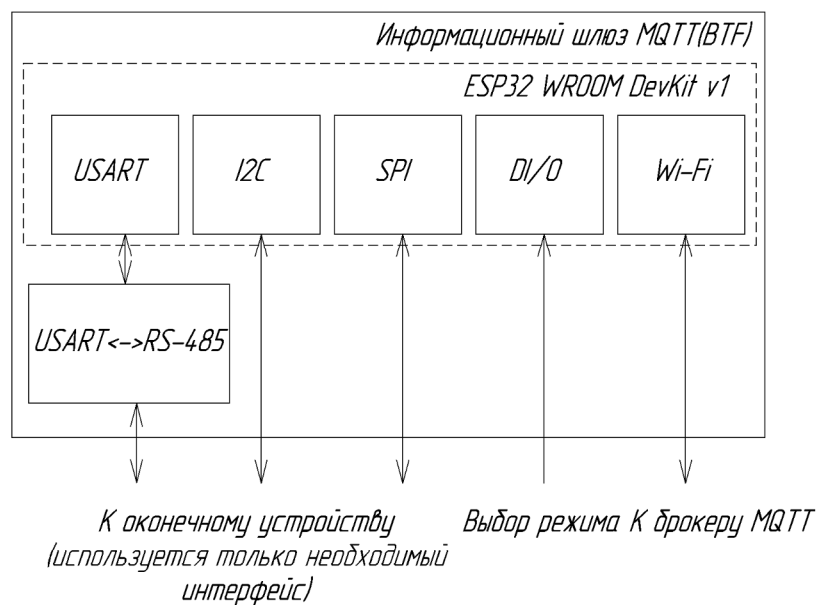 Информационный шлюз MQTT(BTF)
ESP32 WROOM DevKit v1
USART
I2C
SPI
DI/O
Wi-Fi
USART<->RS-485
К оконечному устройству
(используется только необходимый
интерфейс)
Выбор режима
К брокеру MQTT